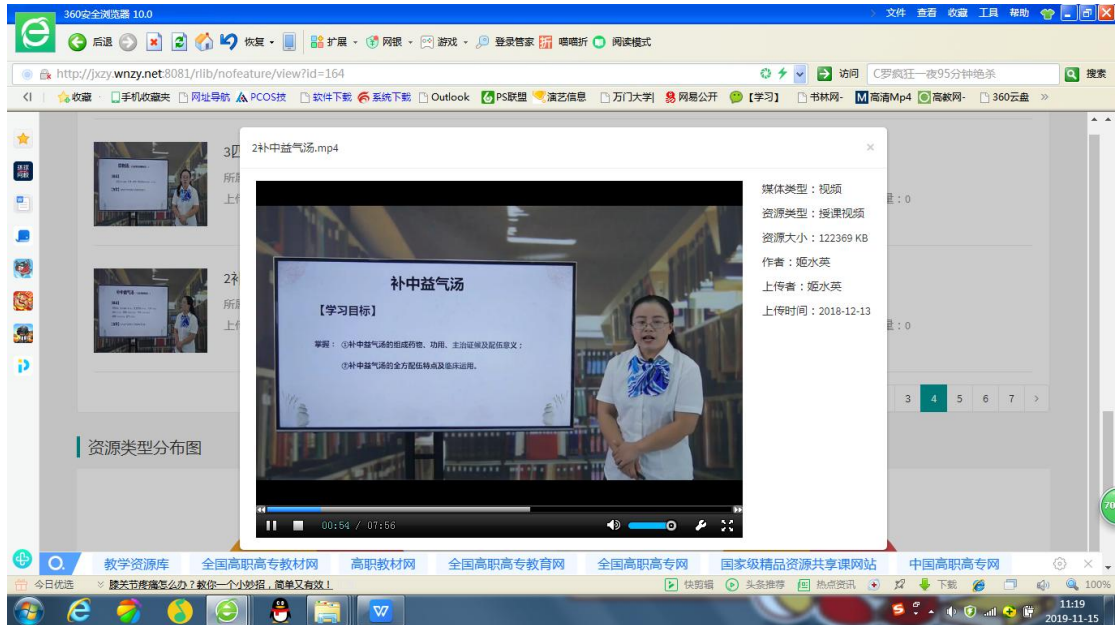 360安全浏览器 10.0
文件 查看 收藏 工具 帮助
后退 恢复 扩展 网银 游戏 登录管家 喵喵折 阅读模式
http://jxzy.wnzy.net:8081/rlib/nofeature/view?id=164
访问 C罗疯狂一夜95分钟绝杀 搜索
收藏 手机收藏夹 网址导航 PCOS技 软件下载 系统下载 Outlook PS联盟 演艺信息 万门大学| 网易公开 【学习】 书林网- 高清Mp4 高教网- 360云盘 »
2补中益气汤.mp4 ×
补中益气汤
【学习目标】
掌握： ①补中益气汤的组成药物、功用、主治证候及配伍意义；
②补中益气汤的全方配伍特点及临床运用。
00:54 / 07:56
媒体类型：视频
资源类型：授课视频
资源大小：122369 KB
作者：姬水英
上传者：姬水英
上传时间：2018-12-13
：0
：0
3 4 5 6 7 >
资源类型分布图
70
教学资源库 全国高职高专教材网 高职教材网 全国高职高专教育网 全国高职高专网 国家级精品资源共享课网站 中国高职高专网
今日优选 膝关节疼痛怎么办？教你一个小妙招，简单又有效！ 快剪辑 头条推荐 热点资讯 下载 100%
11:19
2019-11-15